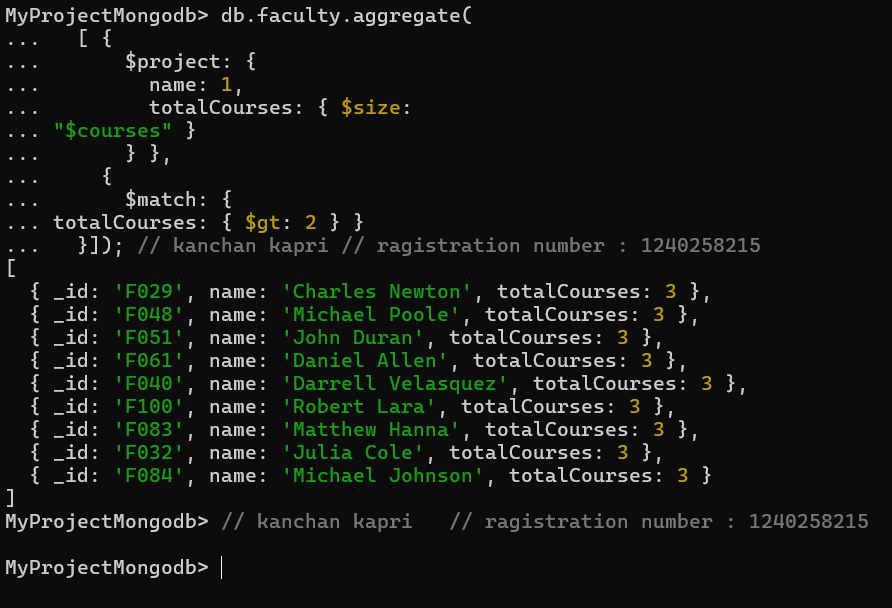 MyProjectMongodb> db.faculty.aggregate(
...   [ {
...       $project: {
...         name: 1,
...         totalCourses: { $size:
... "$courses" }
...       } },
...     {
...       $match: {
... totalCourses: { $gt: 2 } }
...   }]); // kanchan kapri // ragistration number : 1240258215
[
  { _id: 'F029', name: 'Charles Newton', totalCourses: 3 },
  { _id: 'F048', name: 'Michael Poole', totalCourses: 3 },
  { _id: 'F051', name: 'John Duran', totalCourses: 3 },
  { _id: 'F061', name: 'Daniel Allen', totalCourses: 3 },
  { _id: 'F040', name: 'Darrell Velasquez', totalCourses: 3 },
  { _id: 'F100', name: 'Robert Lara', totalCourses: 3 },
  { _id: 'F083', name: 'Matthew Hanna', totalCourses: 3 },
  { _id: 'F032', name: 'Julia Cole', totalCourses: 3 },
  { _id: 'F084', name: 'Michael Johnson', totalCourses: 3 }
]
MyProjectMongodb> // kanchan kapri   // ragistration number : 1240258215
MyProjectMongodb>